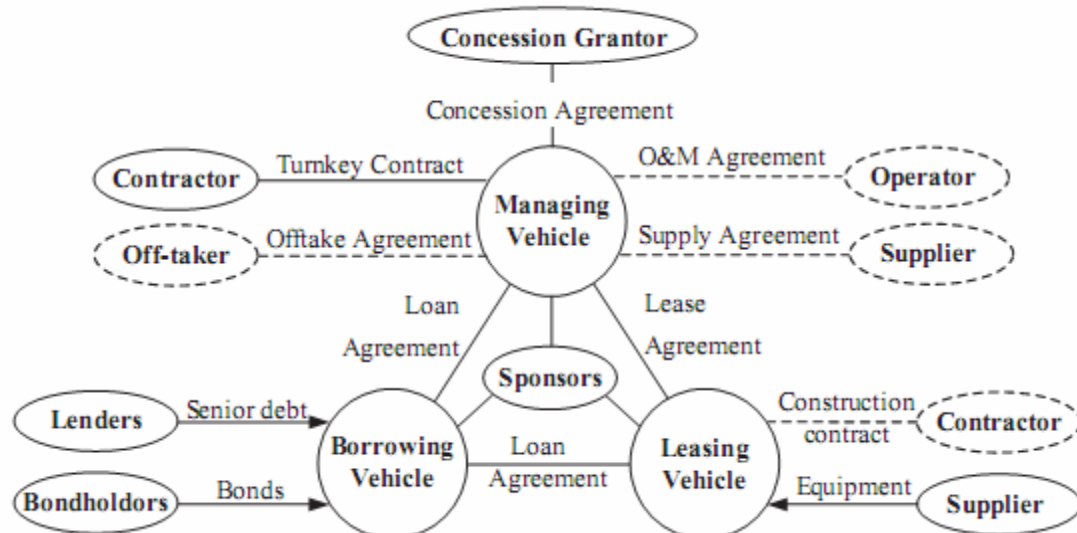 Concession Grantor
Concession Agreement
Contractor
Turnkey Contract
O&M Agreement
Operator
Managing
Vehicle
Off-taker
Offtake Agreement
Supply Agreement
Supplier
Loan
Agreement
Lease
Agreement
Sponsors
Lenders
Senior debt
Borrowing
Vehicle
Loan
Agreement
Leasing
Vehicle
Construction
contract
Contractor
Bondholdors
Bonds
Equipment
Supplier